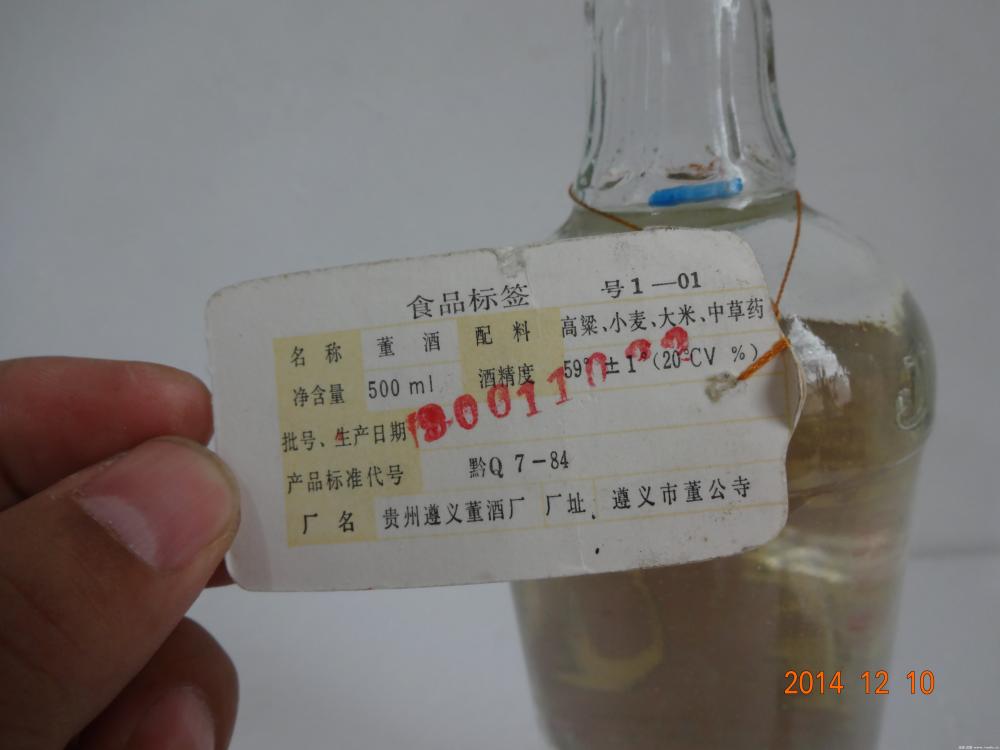 食品标签 号1—01
名称 董酒 配料 高粱、小麦、大米、中草药
净含量 500 ml 酒精度 59°±1°(20°CV %)
批号、生产日期
产品标准代号 黔Q 7-84
厂名 贵州遵义董酒厂 厂址 遵义市董公寺
2014 12 10